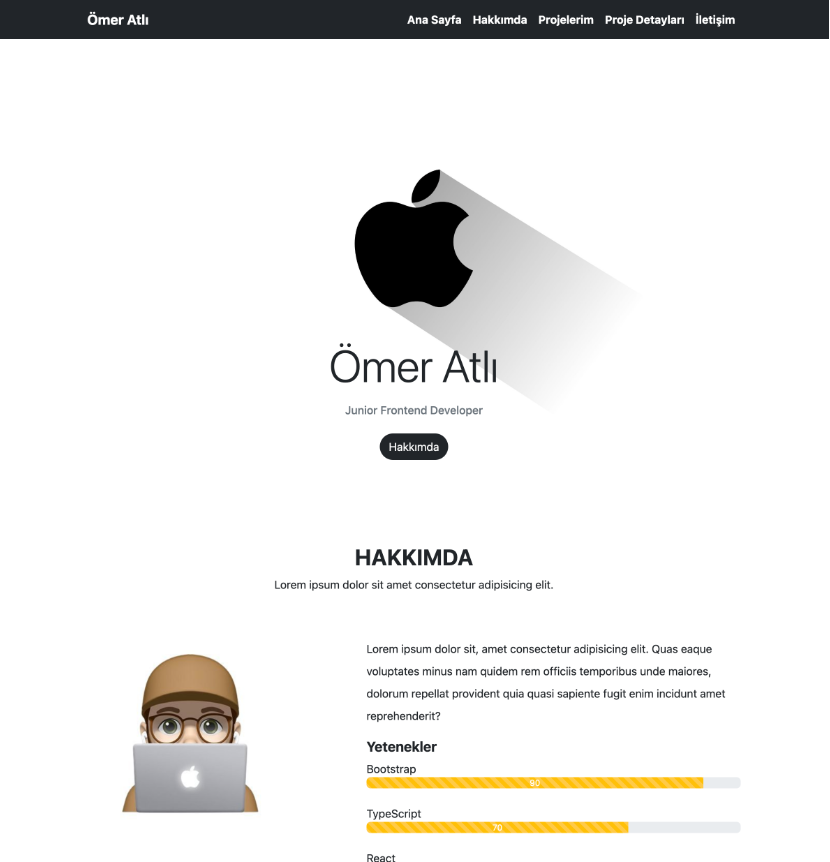 Ömer Atlı
Ana Sayfa Hakkımda Projelerim Proje Detayları İletişim
Ömer Atlı
Junior Frontend Developer
Hakkımda
HAKKIMDA
Lorem ipsum dolor sit amet consectetur adipisicing elit.
Lorem ipsum dolor sit, amet consectetur adipisicing elit. Quas eaque
voluptates minus nam quidem rem officiis temporibus unde maiores,
dolorum repellat provident quia quasi sapiente fugit enim incidunt amet
reprehenderit?
Yetenekler
Bootstrap
90
TypeScript
70
React